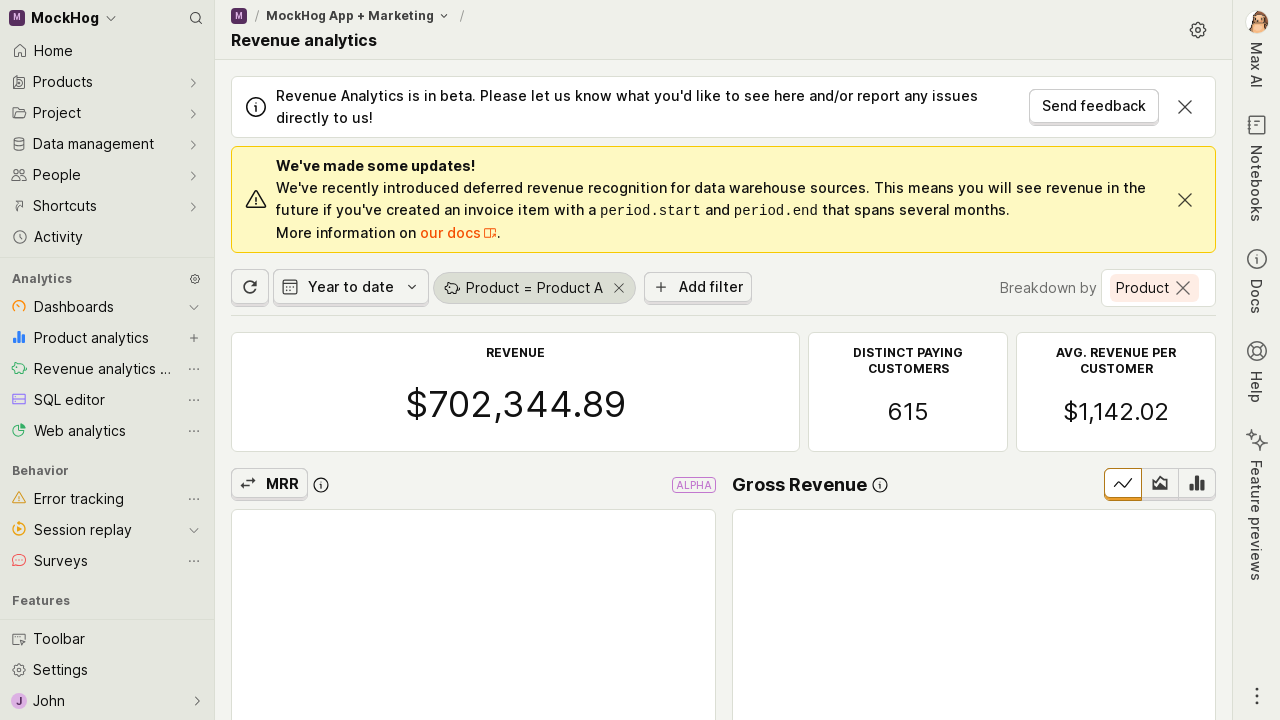 M MockHog
Home
Products
Project
Data management
People
Shortcuts
Activity
Analytics
Dashboards
Product analytics
Revenue analytics ...
SQL editor
Web analytics
Behavior
Error tracking
Session replay
Surveys
Features
Toolbar
Settings
J John
M / MockHog App + Marketing /
Revenue analytics
Revenue Analytics is in beta. Please let us know what you'd like to see here and/or report any issues
directly to us!
Send feedback
We've made some updates!
We've recently introduced deferred revenue recognition for data warehouse sources. This means you will see revenue in the
future if you've created an invoice item with a period.start and period.end that spans several months.
More information on our docs.
Year to date
Product = Product A
Add filter
Breakdown by Product
REVENUE
$702,344.89
DISTINCT PAYING
CUSTOMERS
615
AVG. REVENUE PER
CUSTOMER
$1,142.02
MRR
ALPHA
Gross Revenue
Max AI
Notebooks
Docs
Help
Feature previews